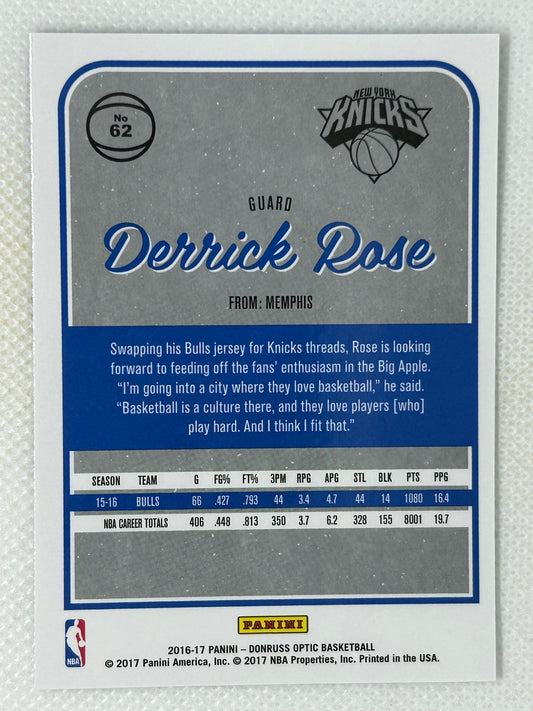 No
62
NEW YORK
KNICKS
GUARD
Derrick Rose
FROM: MEMPHIS
Swapping his Bulls jersey for Knicks threads, Rose is looking
forward to feeding off the fans' enthusiasm in the Big Apple.
“I'm going into a city where they love basketball,” he said.
“Basketball is a culture there, and they love players [who]
play hard. And I think I fit that.”
SEASON TEAM G FG% FT% 3PM RPG APG STL BLK PTS PPG
15-16 BULLS 66 .427 .793 44 3.4 4.7 44 14 1080 16.4
NBA CAREER TOTALS 406 .448 .813 350 3.7 6.2 328 155 8001 19.7
PANINI
NBA
2016-17 PANINI – DONRUSS OPTIC BASKETBALL
© 2017 Panini America, Inc. © 2017 NBA Properties, Inc. Printed in the USA.